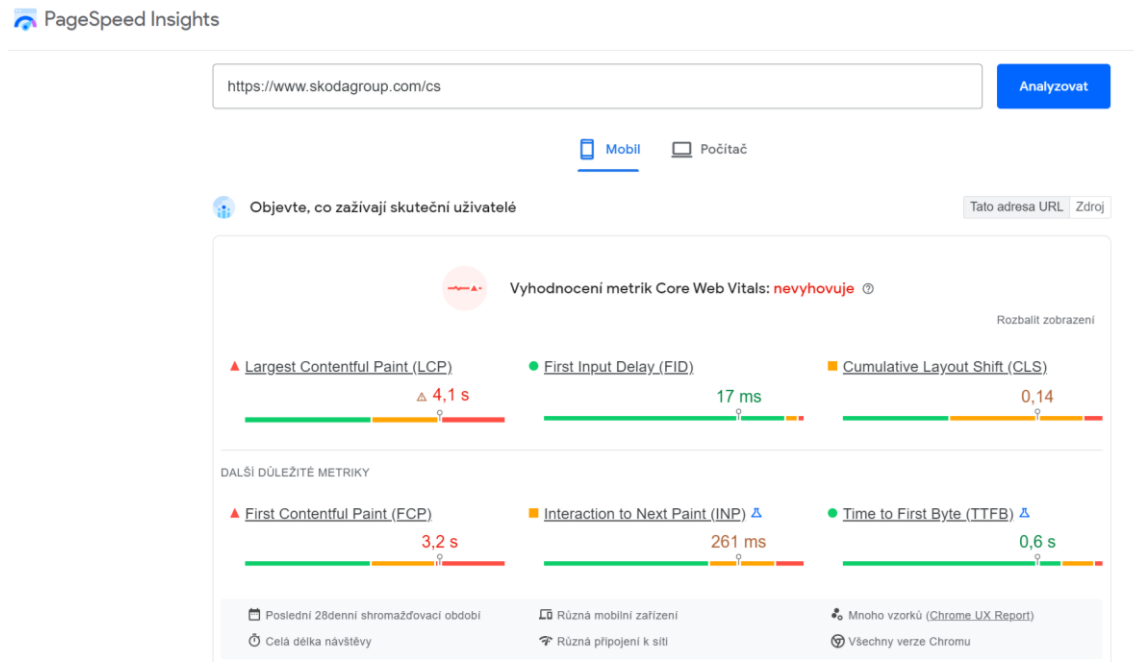 PageSpeed Insights
https://www.skodagroup.com/cs
Analyzovat
Mobil
Počítač
Objevte, co zažívají skuteční uživatelé
Tato adresa URL
Zdroj
Vyhodnocení metrik Core Web Vitals: nevyhovuje
Rozbalit zobrazení
Largest Contentful Paint (LCP)
4,1 s
First Input Delay (FID)
17 ms
Cumulative Layout Shift (CLS)
0,14
DALŠÍ DŮLEŽITÉ METRIKY
First Contentful Paint (FCP)
3,2 s
Interaction to Next Paint (INP)
261 ms
Time to First Byte (TTFB)
0,6 s
Poslední 28denní shromažďovací období
Různá mobilní zařízení
Mnoho vzorků (Chrome UX Report)
Celá délka návštěvy
Různá připojení k síti
Všechny verze Chromu